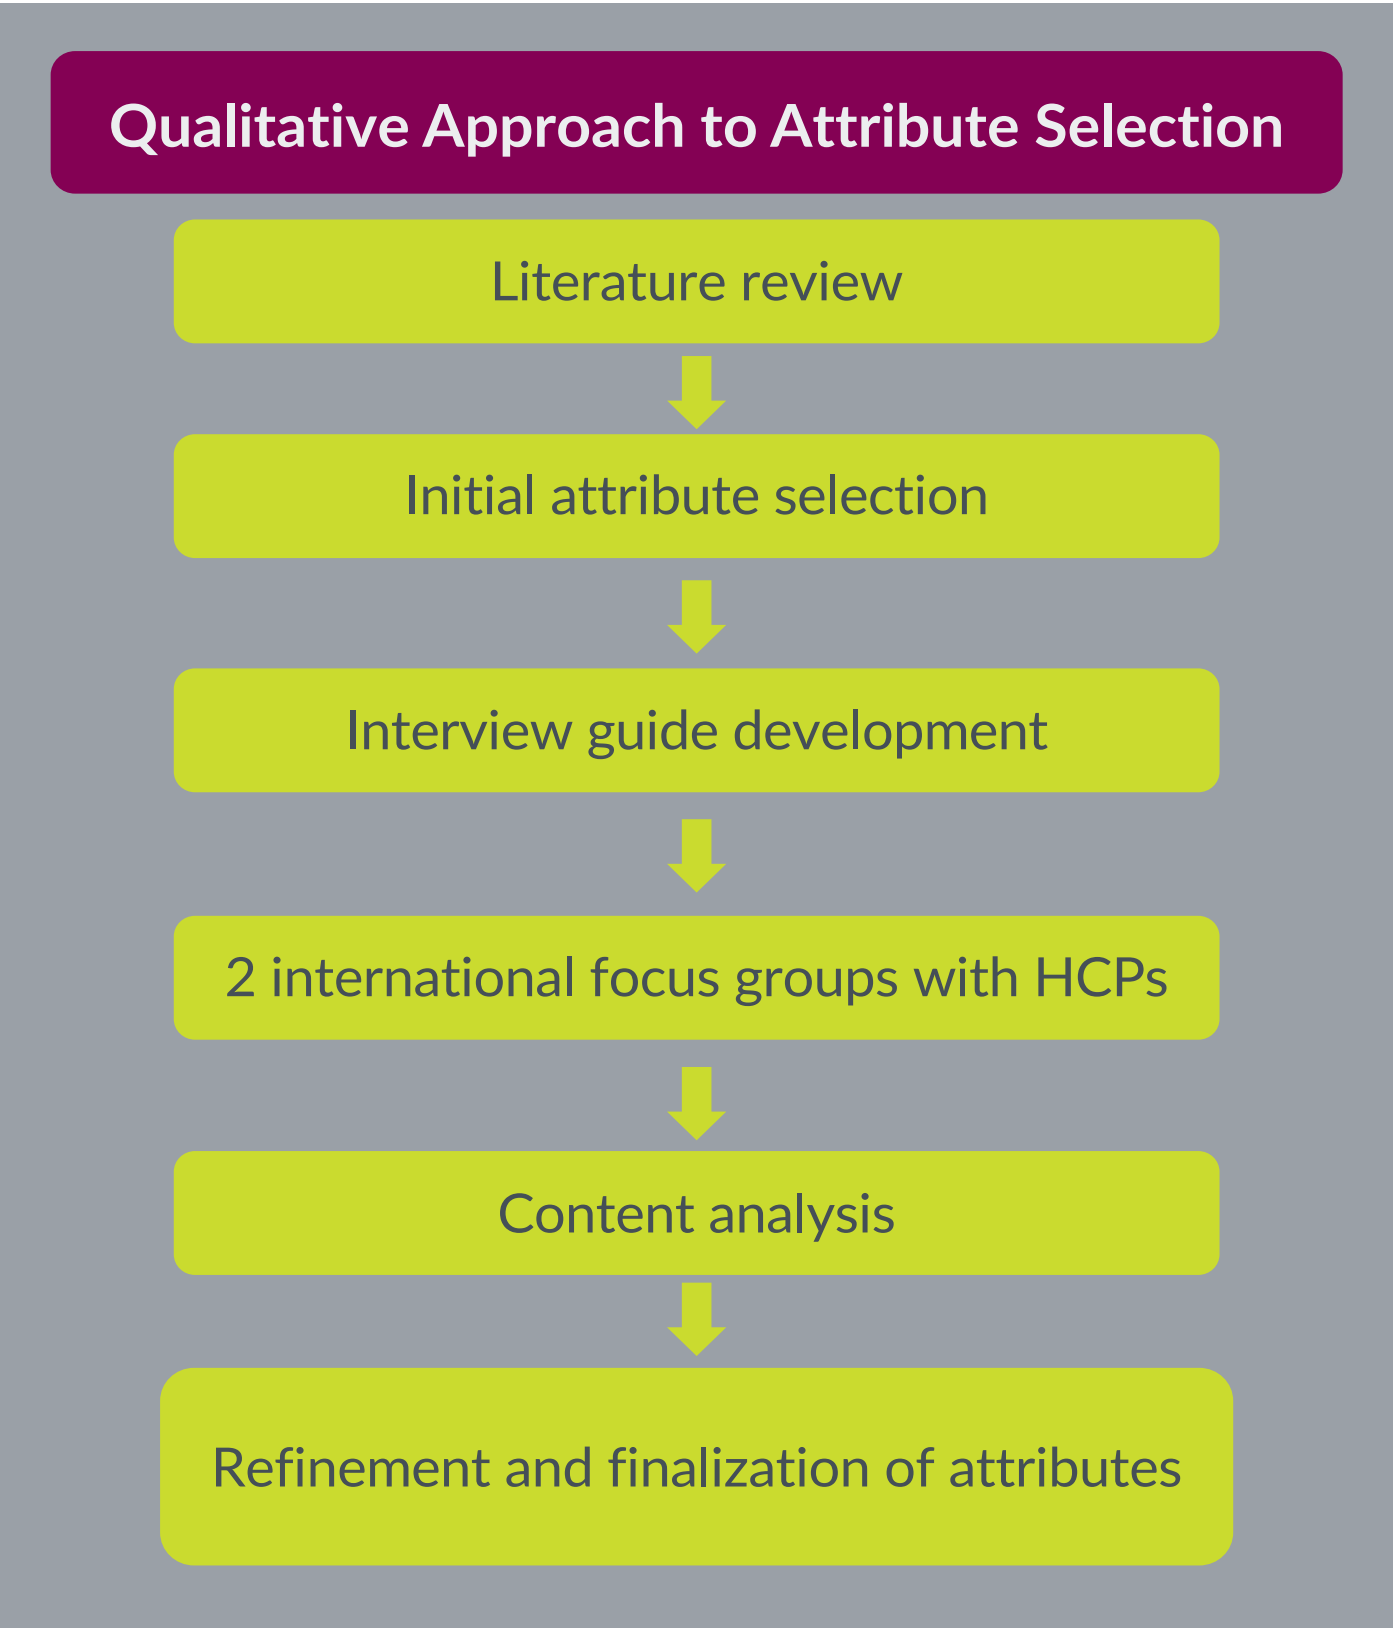 Qualitative Approach to Attribute Selection
Literature review
Initial attribute selection
Interview guide development
2 international focus groups with HCPs
Content analysis
Refinement and finalization of attributes